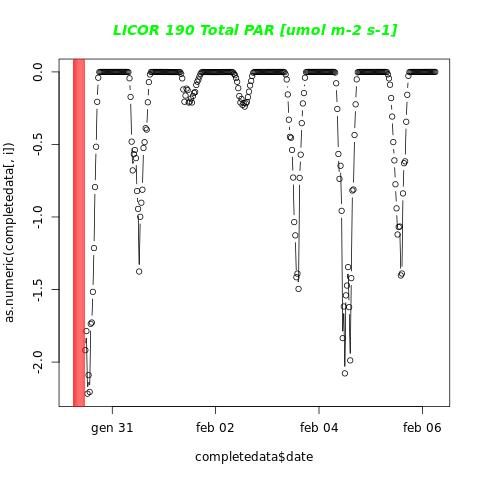 LICOR 190 Total PAR [umol m-2 s-1]
as.numeric(completedata[, i])
0.0
-0.5
-1.0
-1.5
-2.0
gen 31
feb 02
feb 04
feb 06
completedata$date